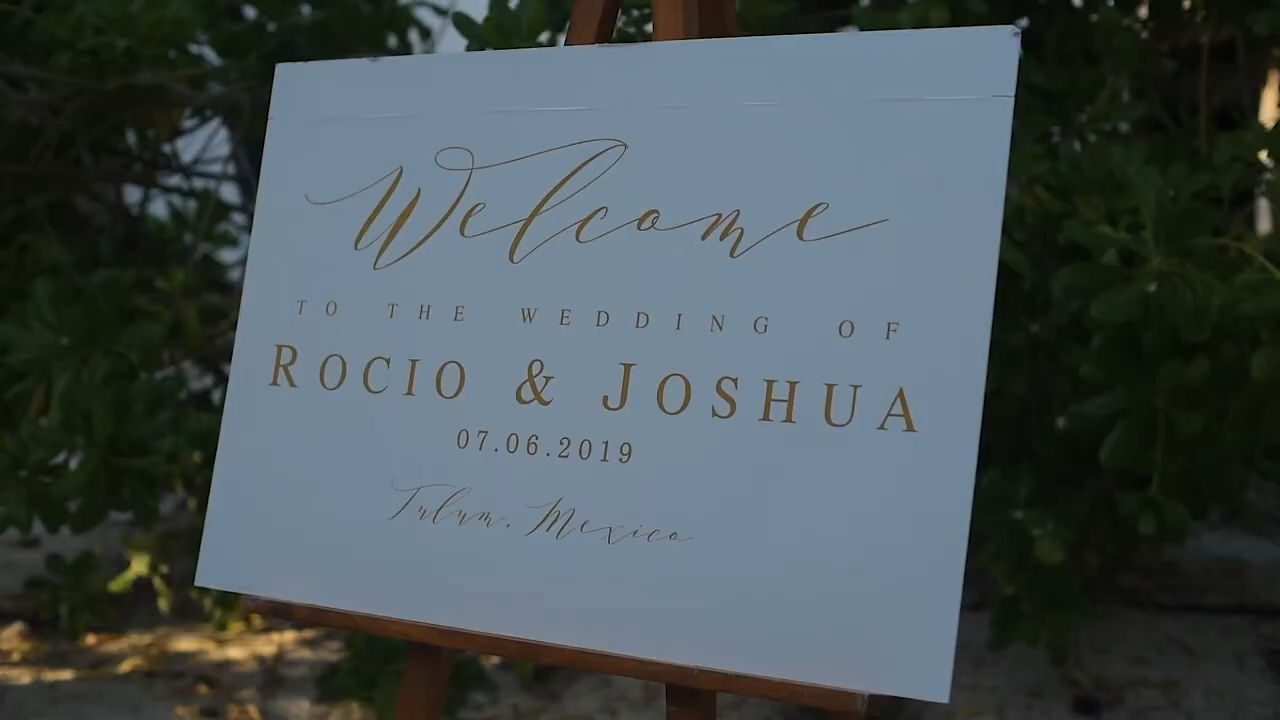 Welcome
TO THE WEDDING OF
ROCIO & JOSHUA
07.06.2019
Tulum, Mexico